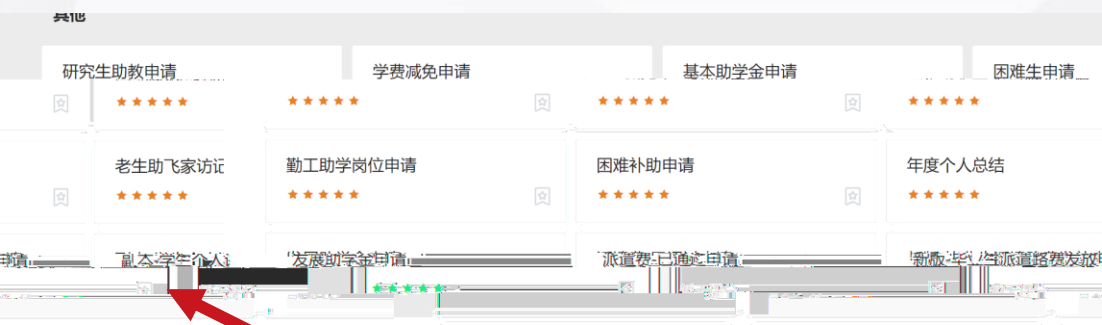 其他
研究生助教申请 学费减免申请 基本助学金申请 困难生申请
老生助飞家访记 勤工助学岗位申请 困难补助申请 年度个人总结
发展助学金申请